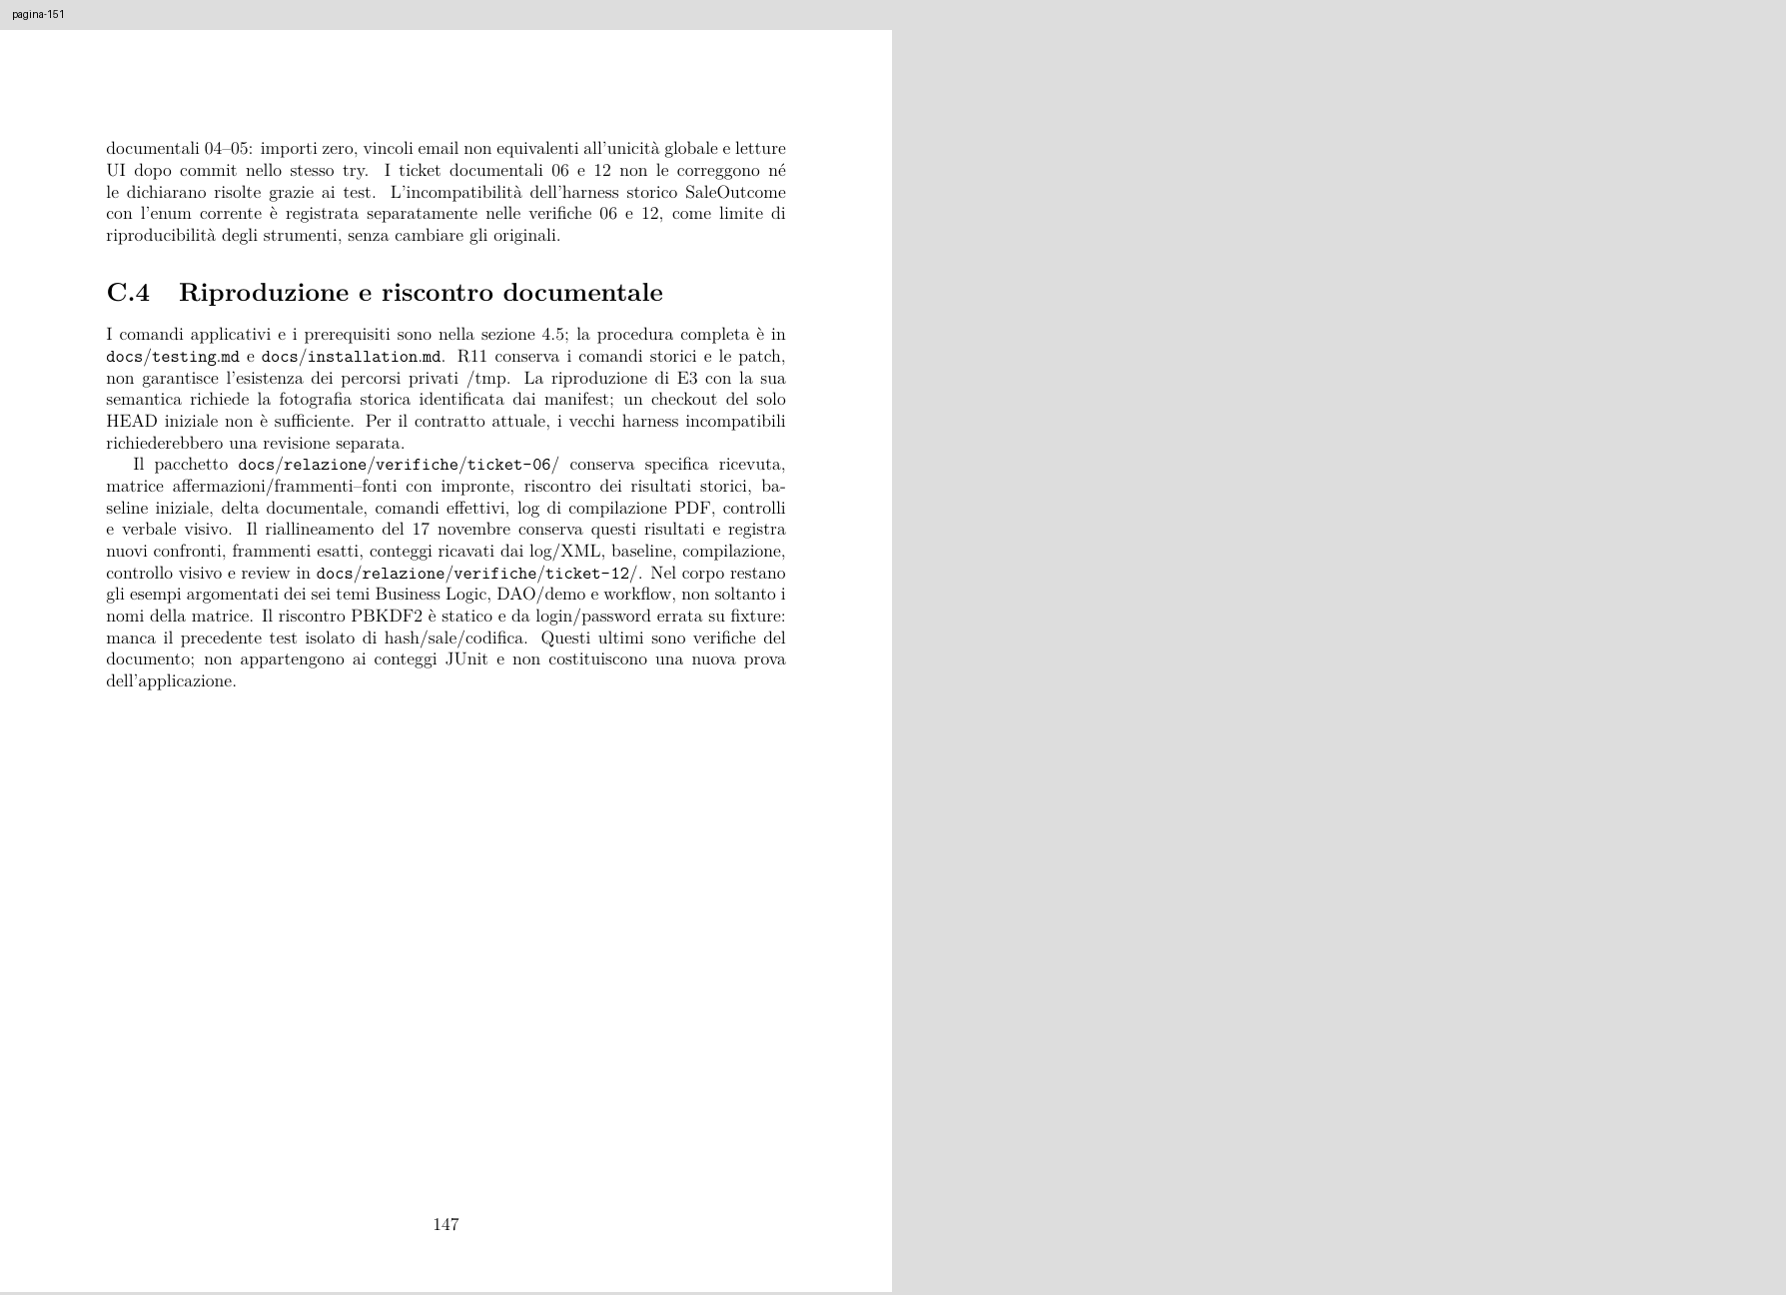 pagina-151
documentali 04–05: importi zero, vincoli email non equivalenti all'unicità globale e letture
UI dopo commit nello stesso try. I ticket documentali 06 e 12 non le correggono né
le dichiarano risolte grazie ai test. L'incompatibilità dell'harness storico SaleOutcome
con l'enum corrente è registrata separatamente nelle verifiche 06 e 12, come limite di
riproducibilità degli strumenti, senza cambiare gli originali.
C.4 Riproduzione e riscontro documentale
I comandi applicativi e i prerequisiti sono nella sezione 4.5; la procedura completa è in
docs/testing.md e docs/installation.md. R11 conserva i comandi storici e le patch,
non garantisce l'esistenza dei percorsi privati /tmp. La riproduzione di E3 con la sua
semantica richiede la fotografia storica identificata dai manifest; un checkout del solo
HEAD iniziale non è sufficiente. Per il contratto attuale, i vecchi harness incompatibili
richiederebbero una revisione separata.
Il pacchetto docs/relazione/verifiche/ticket-06/ conserva specifica ricevuta,
matrice affermazioni/frammenti–fonti con impronte, riscontro dei risultati storici, ba-
seline iniziale, delta documentale, comandi effettivi, log di compilazione PDF, controlli
e verbale visivo. Il riallineamento del 17 novembre conserva questi risultati e registra
nuovi confronti, frammenti esatti, conteggi ricavati dai log/XML, baseline, compilazione,
controllo visivo e review in docs/relazione/verifiche/ticket-12/. Nel corpo restano
gli esempi argomentati dei sei temi Business Logic, DAO/demo e workflow, non soltanto i
nomi della matrice. Il riscontro PBKDF2 è statico e da login/password errata su fixture:
manca il precedente test isolato di hash/sale/codifica. Questi ultimi sono verifiche del
documento; non appartengono ai conteggi JUnit e non costituiscono una nuova prova
dell'applicazione.
147